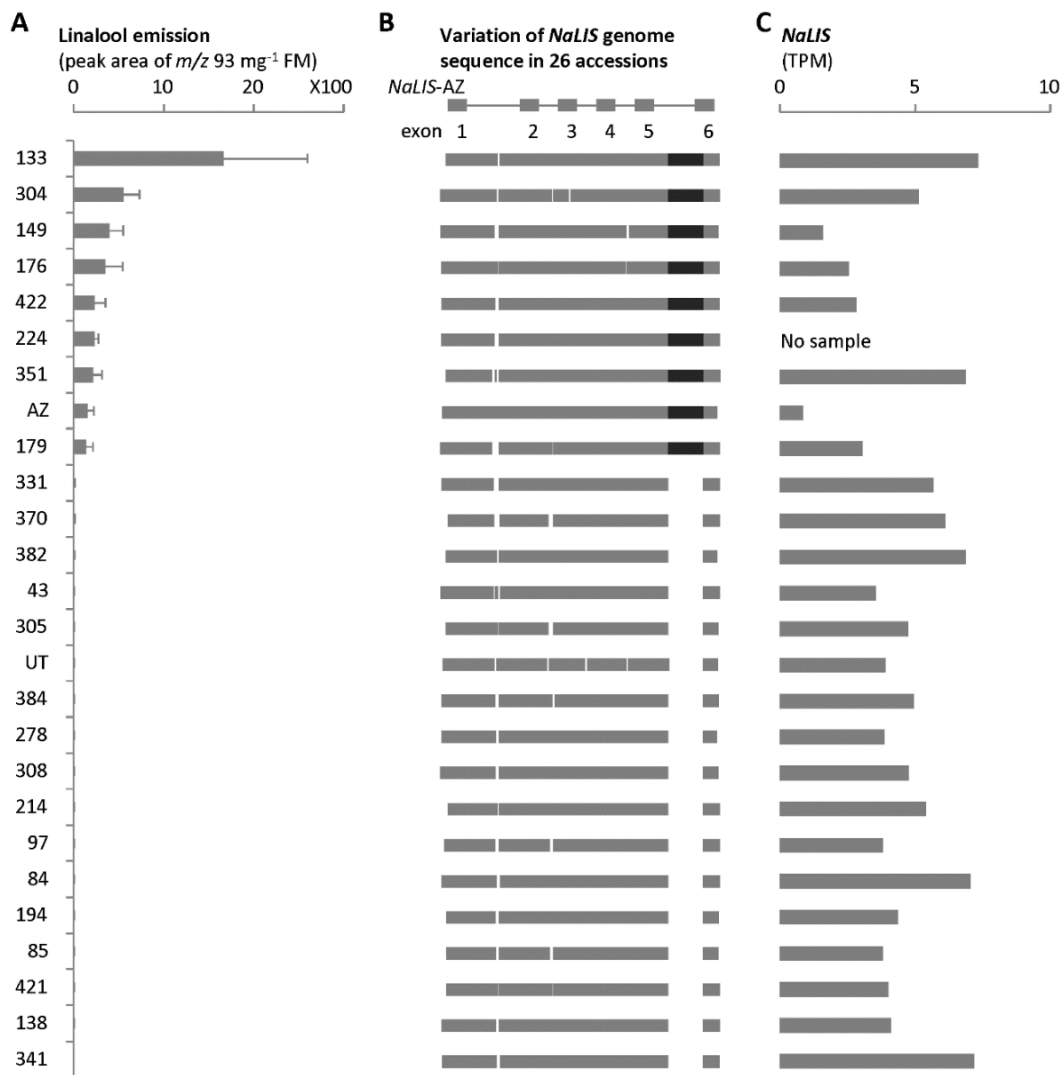 A
Linalool emission
(peak area of m/z 93 mg⁻¹ FM)
0 10 20 X100
B
Variation of NaLIS genome
sequence in 26 accessions
NaLIS-AZ
exon 1 2 3 4 5 6
C
NaLIS
(TPM)
0 5 10
133
304
149
176
422
224 No sample
351
AZ
179
331
370
382
43
305
UT
384
278
308
214
97
84
194
85
421
138
341